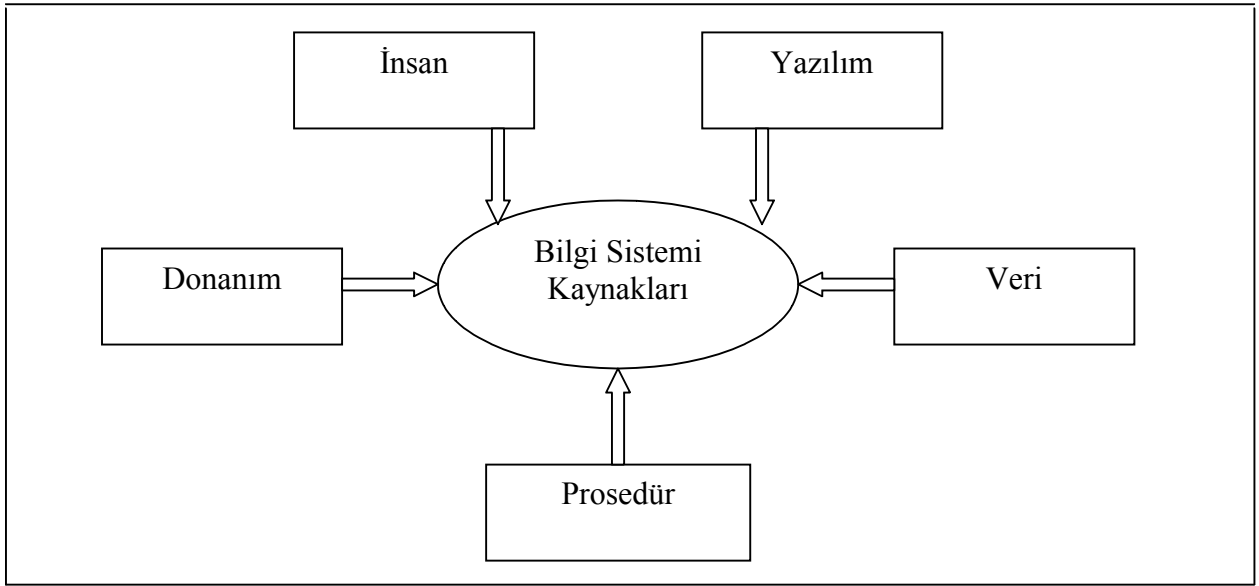 İnsan
Yazılım
Bilgi Sistemi
Kaynakları
Donanım
Veri
Prosedür